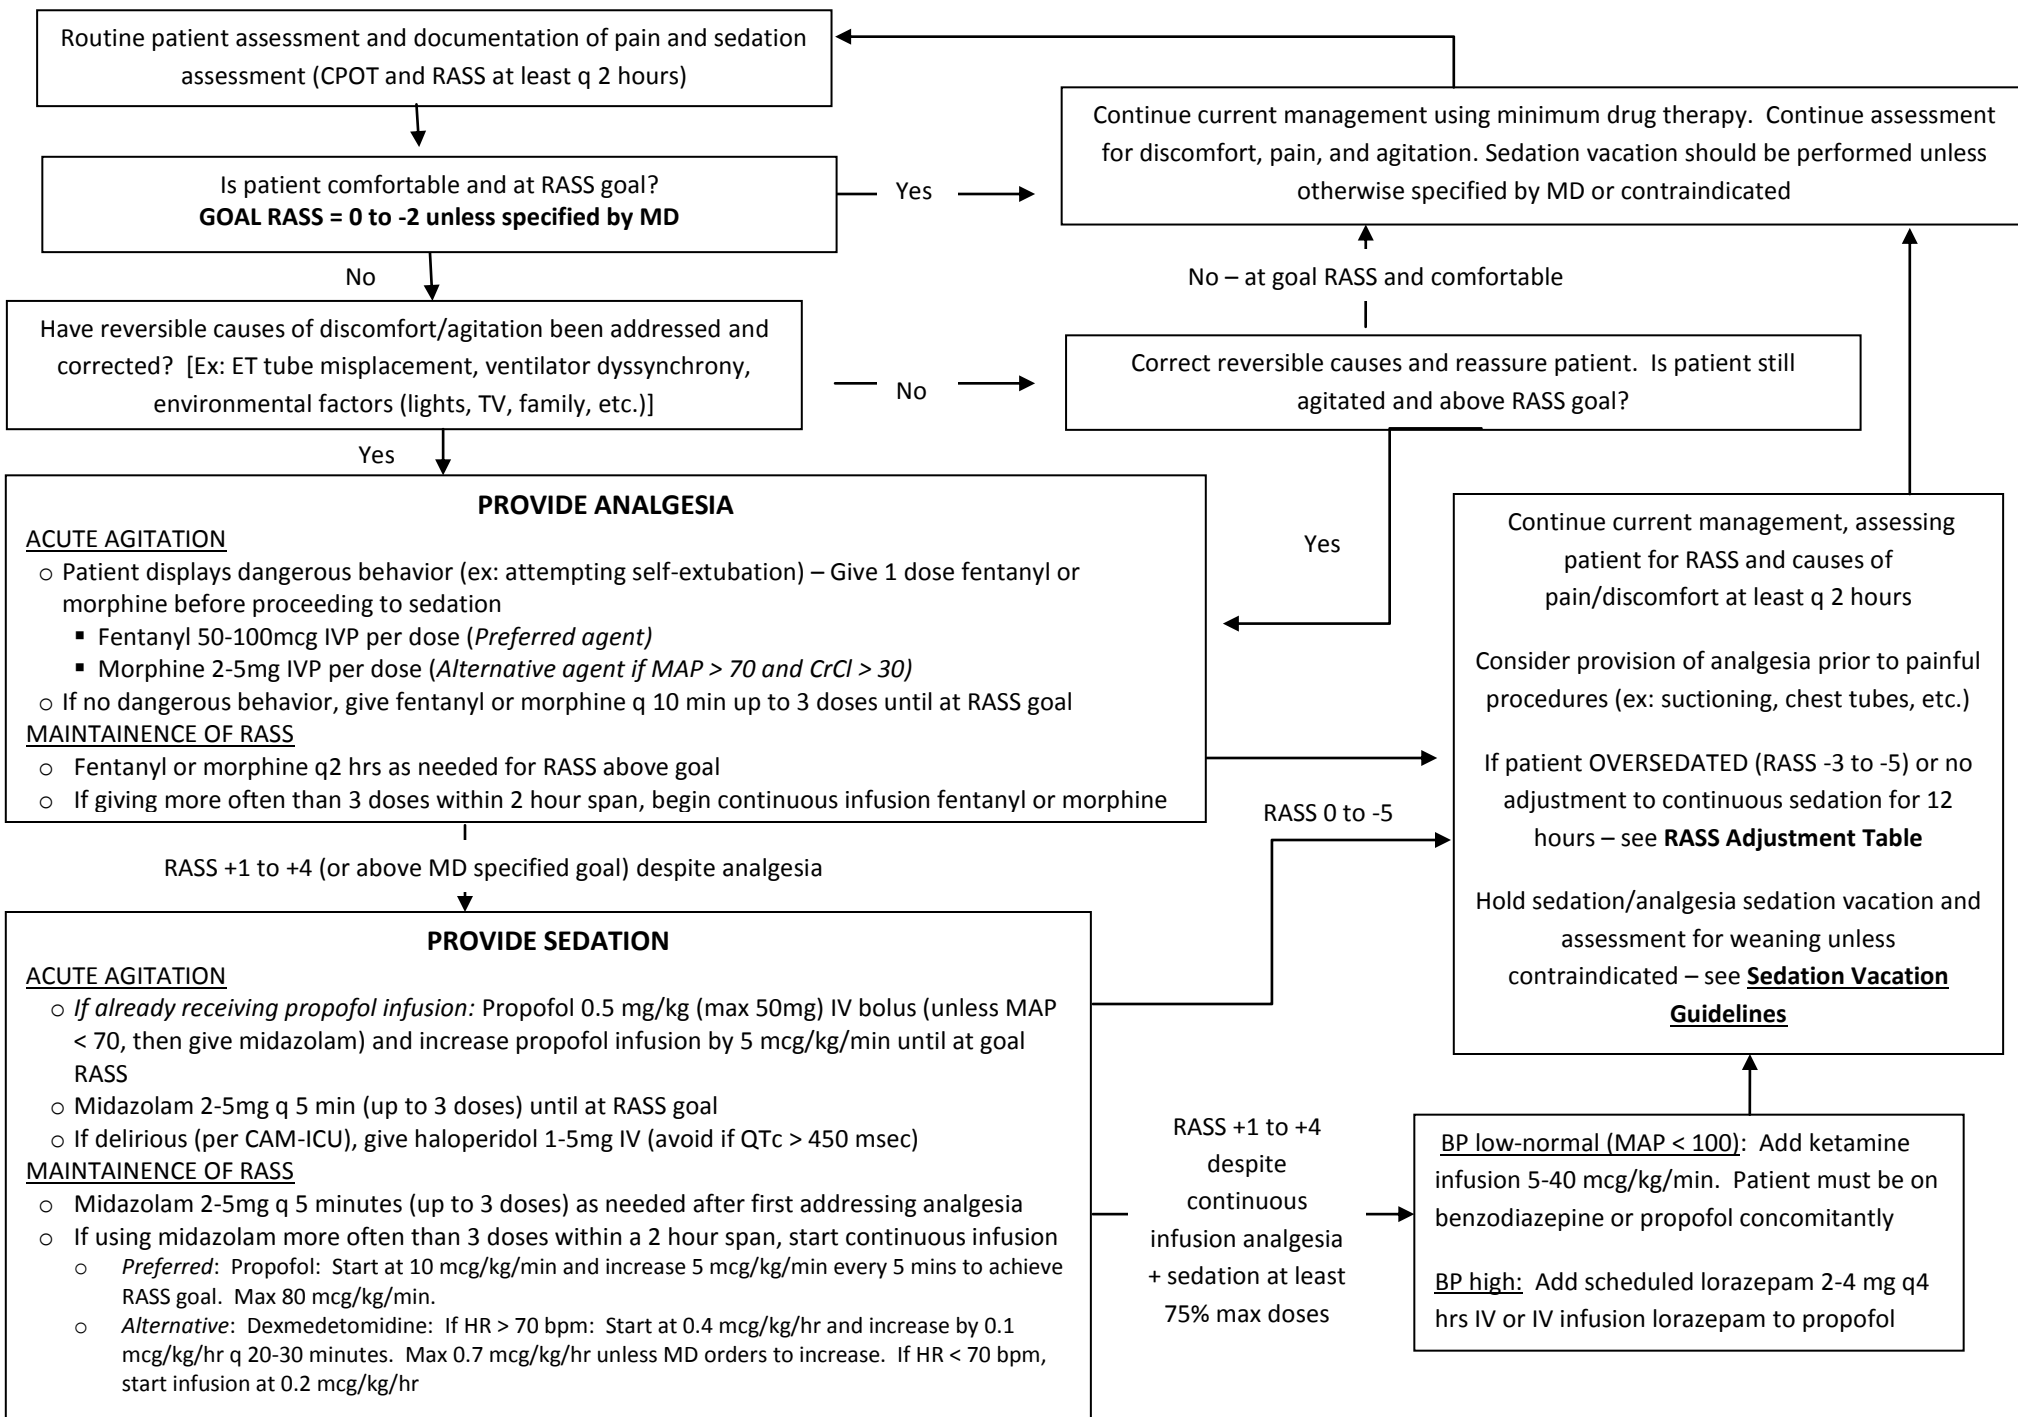 Routine patient assessment and documentation of pain and sedation
assessment (CPOT and RASS at least q 2 hours)
Continue current management using minimum drug therapy.  Continue assessment
for discomfort, pain, and agitation. Sedation vacation should be performed unless
otherwise specified by MD or contraindicated
Is patient comfortable and at RASS goal?
GOAL RASS = 0 to -2 unless specified by MD
Yes
No
No – at goal RASS and comfortable
Have reversible causes of discomfort/agitation been addressed and
corrected?  [Ex: ET tube misplacement, ventilator dyssynchrony,
environmental factors (lights, TV, family, etc.)]
No
Correct reversible causes and reassure patient.  Is patient still
agitated and above RASS goal?
Yes
Yes
PROVIDE ANALGESIA
ACUTE AGITATION
o Patient displays dangerous behavior (ex: attempting self-extubation) – Give 1 dose fentanyl or
morphine before proceeding to sedation
▪ Fentanyl 50-100mcg IVP per dose (Preferred agent)
▪ Morphine 2-5mg IVP per dose (Alternative agent if MAP > 70 and CrCl > 30)
o If no dangerous behavior, give fentanyl or morphine q 10 min up to 3 doses until at RASS goal
MAINTAINENCE OF RASS
o Fentanyl or morphine q2 hrs as needed for RASS above goal
o If giving more often than 3 doses within 2 hour span, begin continuous infusion fentanyl or morphine
Continue current management, assessing
patient for RASS and causes of
pain/discomfort at least q 2 hours
Consider provision of analgesia prior to painful
procedures (ex: suctioning, chest tubes, etc.)
If patient OVERSEDATED (RASS -3 to -5) or no
adjustment to continuous sedation for 12
hours – see RASS Adjustment Table
Hold sedation/analgesia sedation vacation and
assessment for weaning unless
contraindicated – see Sedation Vacation
Guidelines
RASS 0 to -5
RASS +1 to +4 (or above MD specified goal) despite analgesia
PROVIDE SEDATION
ACUTE AGITATION
o If already receiving propofol infusion: Propofol 0.5 mg/kg (max 50mg) IV bolus (unless MAP
< 70, then give midazolam) and increase propofol infusion by 5 mcg/kg/min until at goal
RASS
o Midazolam 2-5mg q 5 min (up to 3 doses) until at RASS goal
o If delirious (per CAM-ICU), give haloperidol 1-5mg IV (avoid if QTc > 450 msec)
MAINTAINENCE OF RASS
o Midazolam 2-5mg q 5 minutes (up to 3 doses) as needed after first addressing analgesia
o If using midazolam more often than 3 doses within a 2 hour span, start continuous infusion
o Preferred:  Propofol:  Start at 10 mcg/kg/min and increase 5 mcg/kg/min every 5 mins to achieve
RASS goal.  Max 80 mcg/kg/min.
o Alternative:  Dexmedetomidine:  If HR > 70 bpm:  Start at 0.4 mcg/kg/hr and increase by 0.1
mcg/kg/hr q 20-30 minutes.  Max 0.7 mcg/kg/hr unless MD orders to increase.  If HR < 70 bpm,
start infusion at 0.2 mcg/kg/hr
RASS +1 to +4
despite
continuous
infusion analgesia
+ sedation at least
75% max doses
BP low-normal (MAP < 100):  Add ketamine
infusion 5-40 mcg/kg/min.  Patient must be on
benzodiazepine or propofol concomitantly
BP high:  Add scheduled lorazepam 2-4 mg q4
hrs IV or IV infusion lorazepam to propofol